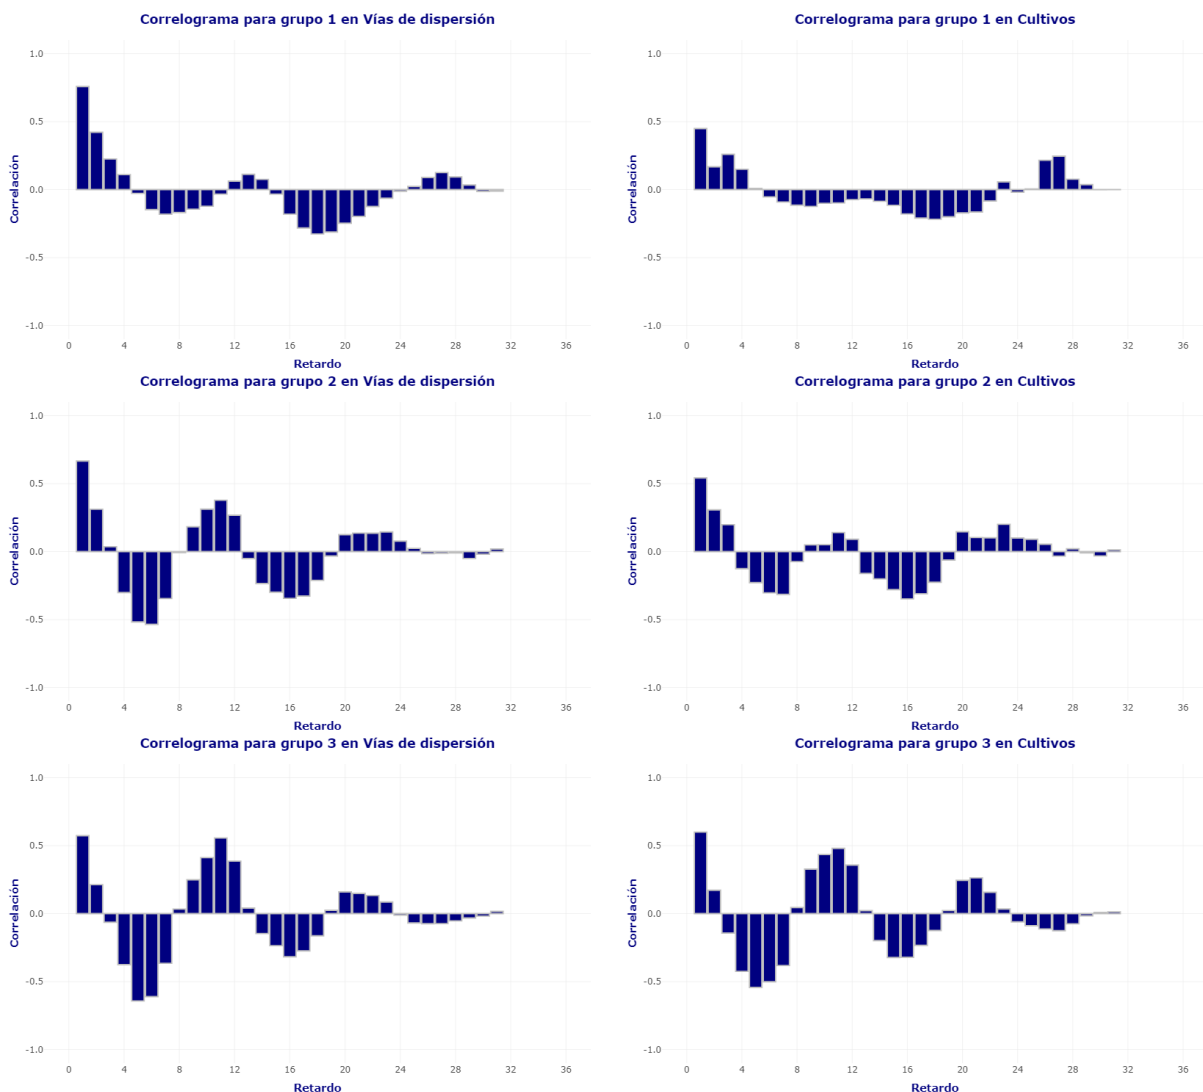 Correlograma para grupo 1 en Vías de dispersión
1.0
0.5
0.0
-0.5
-1.0
Correlación
0 4 8 12 16 20 24 28 32 36
Retardo
Correlograma para grupo 1 en Cultivos
1.0
0.5
0.0
-0.5
-1.0
Correlación
0 4 8 12 16 20 24 28 32 36
Retardo
Correlograma para grupo 2 en Vías de dispersión
1.0
0.5
0.0
-0.5
-1.0
Correlación
0 4 8 12 16 20 24 28 32 36
Retardo
Correlograma para grupo 2 en Cultivos
1.0
0.5
0.0
-0.5
-1.0
Correlación
0 4 8 12 16 20 24 28 32 36
Retardo
Correlograma para grupo 3 en Vías de dispersión
1.0
0.5
0.0
-0.5
-1.0
Correlación
0 4 8 12 16 20 24 28 32 36
Retardo
Correlograma para grupo 3 en Cultivos
1.0
0.5
0.0
-0.5
-1.0
Correlación
0 4 8 12 16 20 24 28 32 36
Retardo